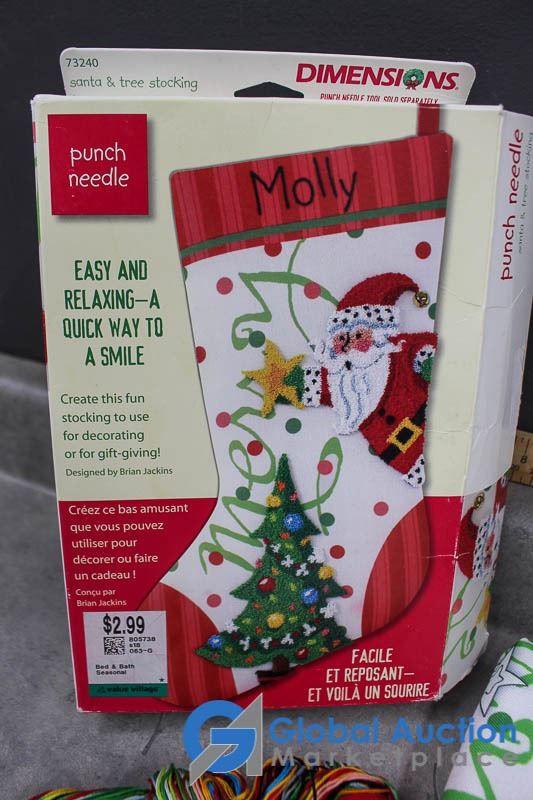 73240
santa & tree stocking
DIMENSIONS
PUNCH NEEDLE TOOL SOLD SEPARATELY
punch
needle
Molly
EASY AND
RELAXING—A
QUICK WAY TO
A SMILE
Create this fun
stocking to use
for decorating
or for gift-giving!
Designed by Brian Jackins
merry
Créez ce bas amusant
que vous pouvez
utiliser pour
décorer ou faire
un cadeau !
Conçu par
Brian Jackins
$2.99
805738
s18
063-G
Bed & Bath
Seasonal
value village
FACILE
ET REPOSANT—
ET VOILÀ UN SOURIRE
punch needle
santa & tree stocking
Global Auction
Marketplace